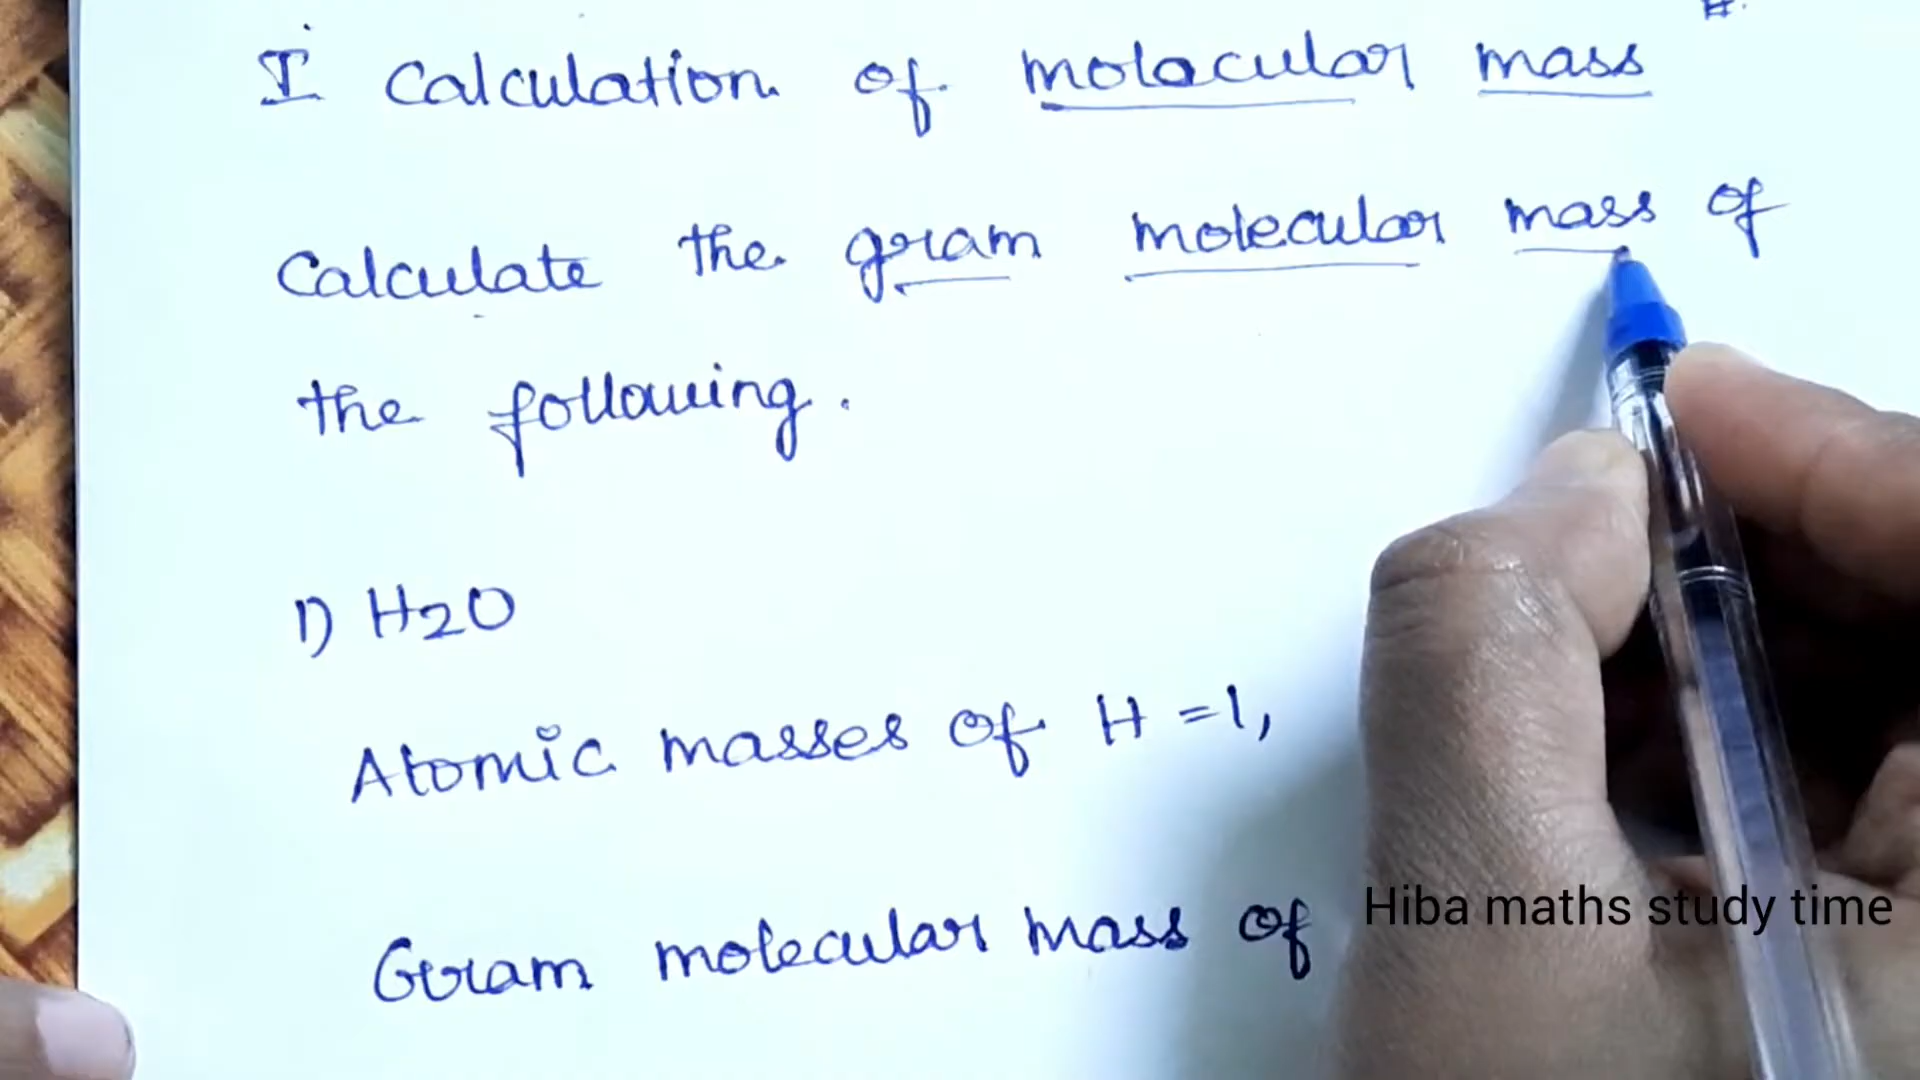 I Calculation of molacular mass
Calculate the gram molecular mass of
the following.
1) H2O
Atomic masses of H = 1,
Gram molecular mass of
Hiba maths study time